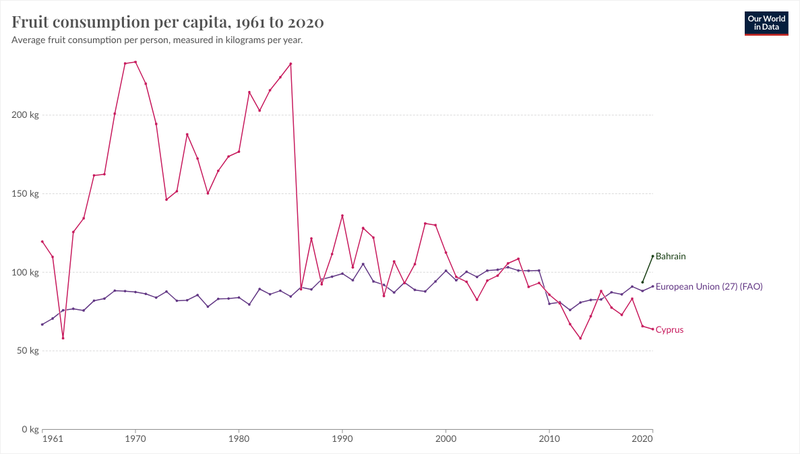 Fruit consumption per capita, 1961 to 2020
Average fruit consumption per person, measured in kilograms per year.
Our World
in Data
200 kg
150 kg
100 kg
50 kg
0 kg
1961
1970
1980
1990
2000
2010
2020
Bahrain
European Union (27) (FAO)
Cyprus